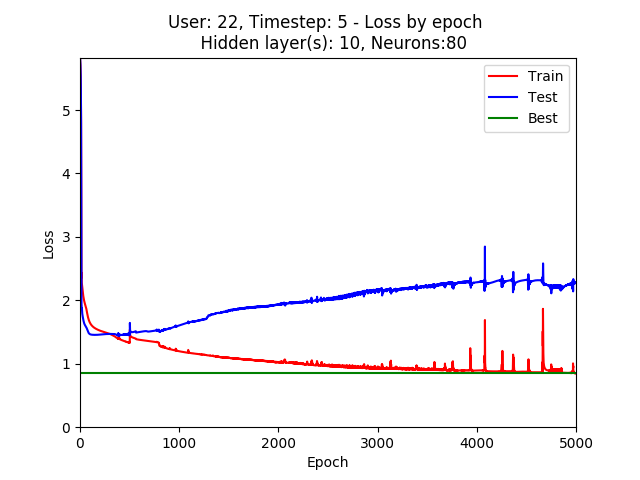 User: 22, Timestep: 5 - Loss by epoch
Hidden layer(s): 10, Neurons:80
Train
Test
Best
Loss
5
4
3
2
1
0
0 1000 2000 3000 4000 5000
Epoch